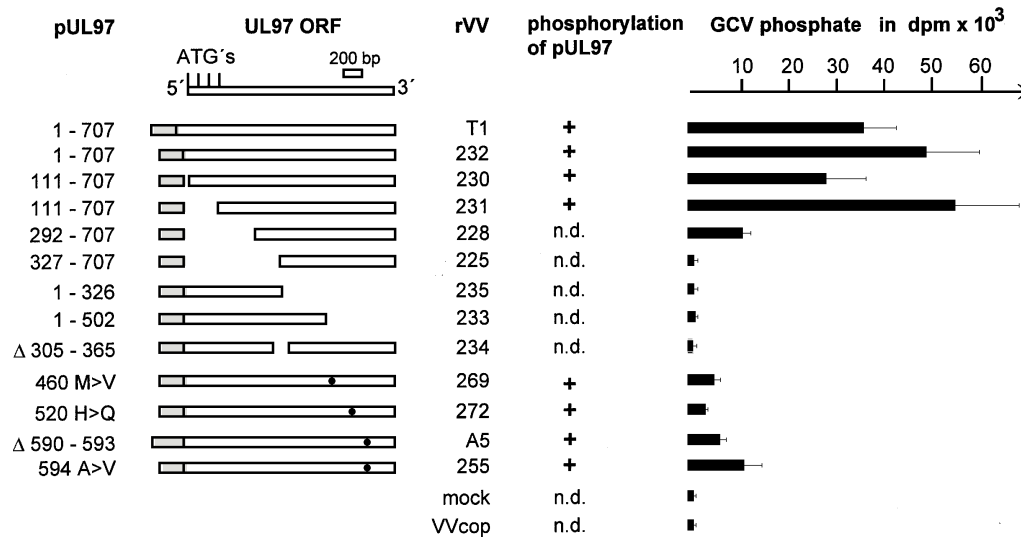 pUL97 UL97 ORF rVV phosphorylation of pUL97 GCV phosphate in dpm x 10³
ATG´s 200 bp
5´ 3´
10 20 30 40 50 60
1 - 707 T1 +
1 - 707 232 +
111 - 707 230 +
111 - 707 231 +
292 - 707 228 n.d.
327 - 707 225 n.d.
1 - 326 235 n.d.
1 - 502 233 n.d.
Δ 305 - 365 234 n.d.
460 M>V 269 +
520 H>Q 272 +
Δ 590 - 593 A5 +
594 A>V 255 +
mock n.d.
VVcop n.d.